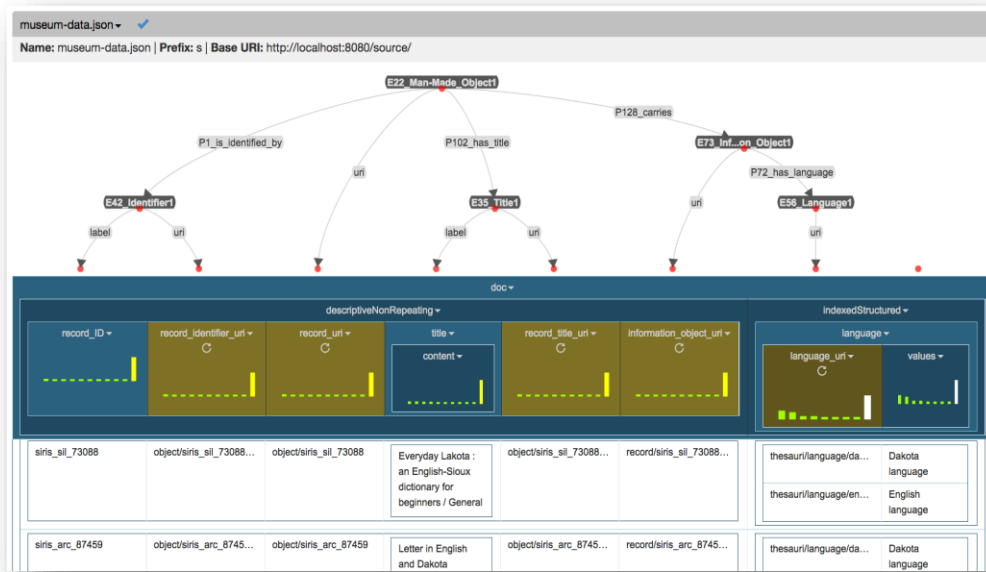 museum-data.json
Name: museum-data.json | Prefix: s | Base URI: http://localhost:8080/source/
E22_Man-Made_Object1
P128_carries
P1_is_identified_by
P102_has_title
E73_Inf...on_Object1
uri
P72_has_language
E42_Identifier1
E35_Title1
uri
E56_Language1
label
uri
label
uri
uri
doc
descriptiveNonRepeating
indexedStructured
record_ID
record_identifier_uri
record_uri
title
record_title_uri
information_object_uri
language
content
language_uri
values
siris_sil_73088
object/siris_sil_73088...
object/siris_sil_73088
Everyday Lakota :
an English-Sioux
dictionary for
beginners / General
object/siris_sil_73088...
record/siris_sil_73088...
thesauri/language/da...
Dakota
language
thesauri/language/en...
English
language
siris_arc_87459
object/siris_arc_8745...
object/siris_arc_87459
Letter in English
and Dakota
object/siris_arc_8745...
record/siris_arc_8745...
thesauri/language/da...
Dakota
language